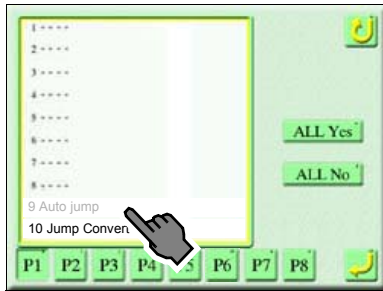 1 ----
2 ----
3 ----
4 ----
5 ----
6 ----
7 ----
8 ----
9 Auto jump
10 Jump Conven
ALL Yes
ALL No
P1 P2 P3 P4 5 P6 P7 P8